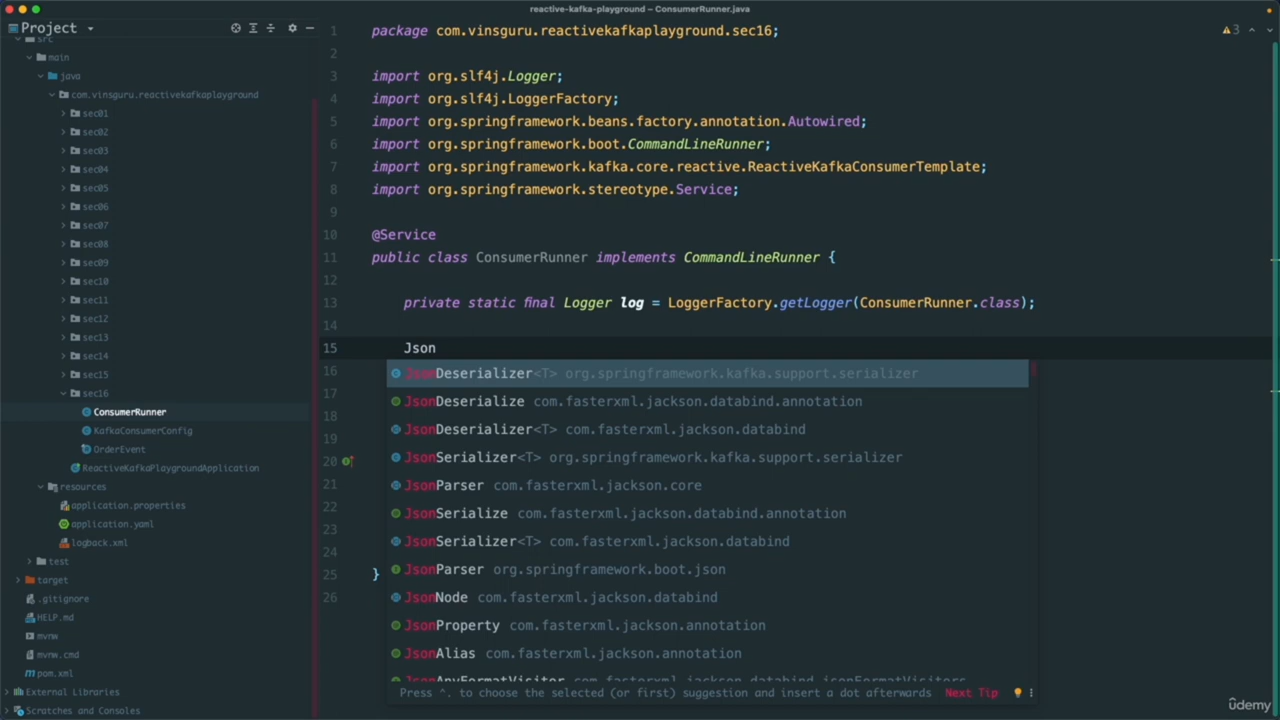 reactive-kafka-playground – ConsumerRunner.java
Project
src
main
java
com.vinsguru.reactivekafkaplayground
sec01
sec02
sec03
sec04
sec05
sec06
sec07
sec08
sec09
sec10
sec11
sec12
sec13
sec14
sec15
sec16
ConsumerRunner
KafkaConsumerConfig
OrderEvent
ReactiveKafkaPlaygroundApplication
resources
application.properties
application.yaml
logback.xml
test
target
.gitignore
HELP.md
mvnw
mvnw.cmd
pom.xml
External Libraries
Scratches and Consoles
3
1 package com.vinsguru.reactivekafkaplayground.sec16;
2
3 import org.slf4j.Logger;
4 import org.slf4j.LoggerFactory;
5 import org.springframework.beans.factory.annotation.Autowired;
6 import org.springframework.boot.CommandLineRunner;
7 import org.springframework.kafka.core.reactive.ReactiveKafkaConsumerTemplate;
8 import org.springframework.stereotype.Service;
9
10 @Service
11 public class ConsumerRunner implements CommandLineRunner {
12
13 private static final Logger log = LoggerFactory.getLogger(ConsumerRunner.class);
14
15 Json
16 JsonDeserializer<T> org.springframework.kafka.support.serializer
17 JsonDeserialize com.fasterxml.jackson.databind.annotation
18 JsonDeserializer<T> com.fasterxml.jackson.databind
19
20 JsonSerializer<T> org.springframework.kafka.support.serializer
21 JsonParser com.fasterxml.jackson.core
22 JsonSerialize com.fasterxml.jackson.databind.annotation
23 JsonSerializer<T> com.fasterxml.jackson.databind
24
25 } JsonParser org.springframework.boot.json
26 JsonNode com.fasterxml.jackson.databind
JsonProperty com.fasterxml.jackson.annotation
JsonAlias com.fasterxml.jackson.annotation
JsonAnyFormatVisitor com.fasterxml.jackson.databind.jsonFormatVisitors
Press ^. to choose the selected (or first) suggestion and insert a dot afterwards Next Tip
ûdemy